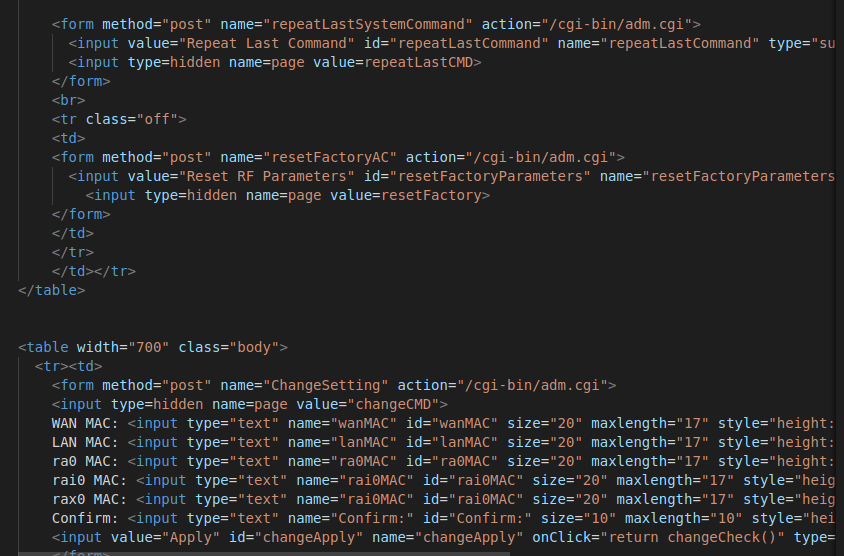 <form method="post" name="repeatLastSystemCommand" action="/cgi-bin/adm.cgi">
<input value="Repeat Last Command" id="repeatLastCommand" name="repeatLastCommand" type="su
<input type=hidden name=page value=repeatLastCMD>
</form>
<br>
<tr class="off">
<td>
<form method="post" name="resetFactoryAC" action="/cgi-bin/adm.cgi">
<input value="Reset RF Parameters" id="resetFactoryParameters" name="resetFactoryParameters
<input type=hidden name=page value=resetFactory>
</form>
</td>
</tr>
</td></tr>
</table>
<table width="700" class="body">
<tr><td>
<form method="post" name="ChangeSetting" action="/cgi-bin/adm.cgi">
<input type=hidden name=page value="changeCMD">
WAN MAC: <input type="text" name="wanMAC" id="wanMAC" size="20" maxlength="17" style="height:
LAN MAC: <input type="text" name="lanMAC" id="lanMAC" size="20" maxlength="17" style="height:
ra0 MAC: <input type="text" name="ra0MAC" id="ra0MAC" size="20" maxlength="17" style="height:
rai0 MAC: <input type="text" name="rai0MAC" id="rai0MAC" size="20" maxlength="17" style="heig
rax0 MAC: <input type="text" name="rai0MAC" id="rai0MAC" size="20" maxlength="17" style="heig
Confirm: <input type="text" name="Confirm:" id="Confirm:" size="10" maxlength="10" style="hei
<input value="Apply" id="changeApply" name="changeApply" onClick="return changeCheck()" type=
</form>